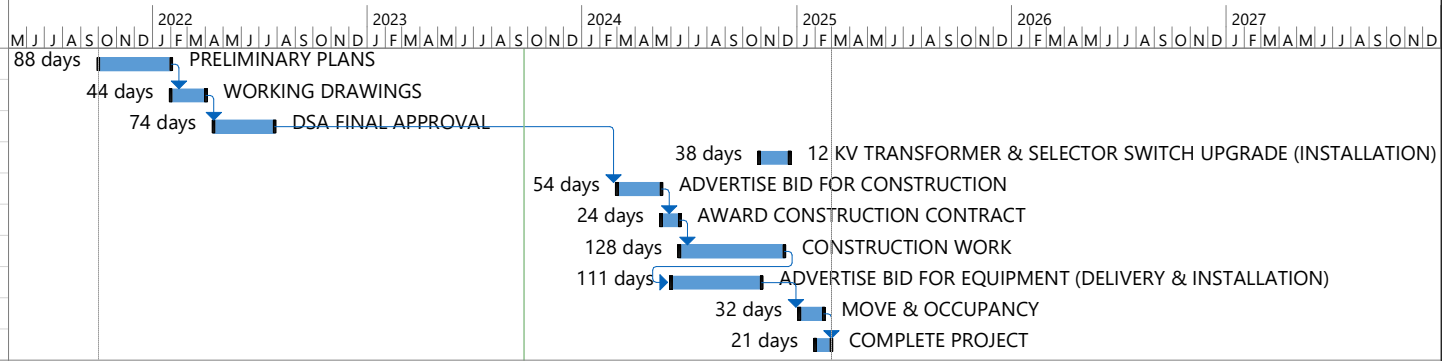 2022 2023 2024 2025 2026 2027
M J J A S O N D J F M A M J J A S O N D J F M A M J J A S O N D J F M A M J J A S O N D J F M A M J J A S O N D J F M A M J J A S O N D J F M A M J J A S O N D
88 days PRELIMINARY PLANS
44 days WORKING DRAWINGS
74 days DSA FINAL APPROVAL
38 days 12 KV TRANSFORMER & SELECTOR SWITCH UPGRADE (INSTALLATION)
54 days ADVERTISE BID FOR CONSTRUCTION
24 days AWARD CONSTRUCTION CONTRACT
128 days CONSTRUCTION WORK
111 days ADVERTISE BID FOR EQUIPMENT (DELIVERY & INSTALLATION)
32 days MOVE & OCCUPANCY
21 days COMPLETE PROJECT